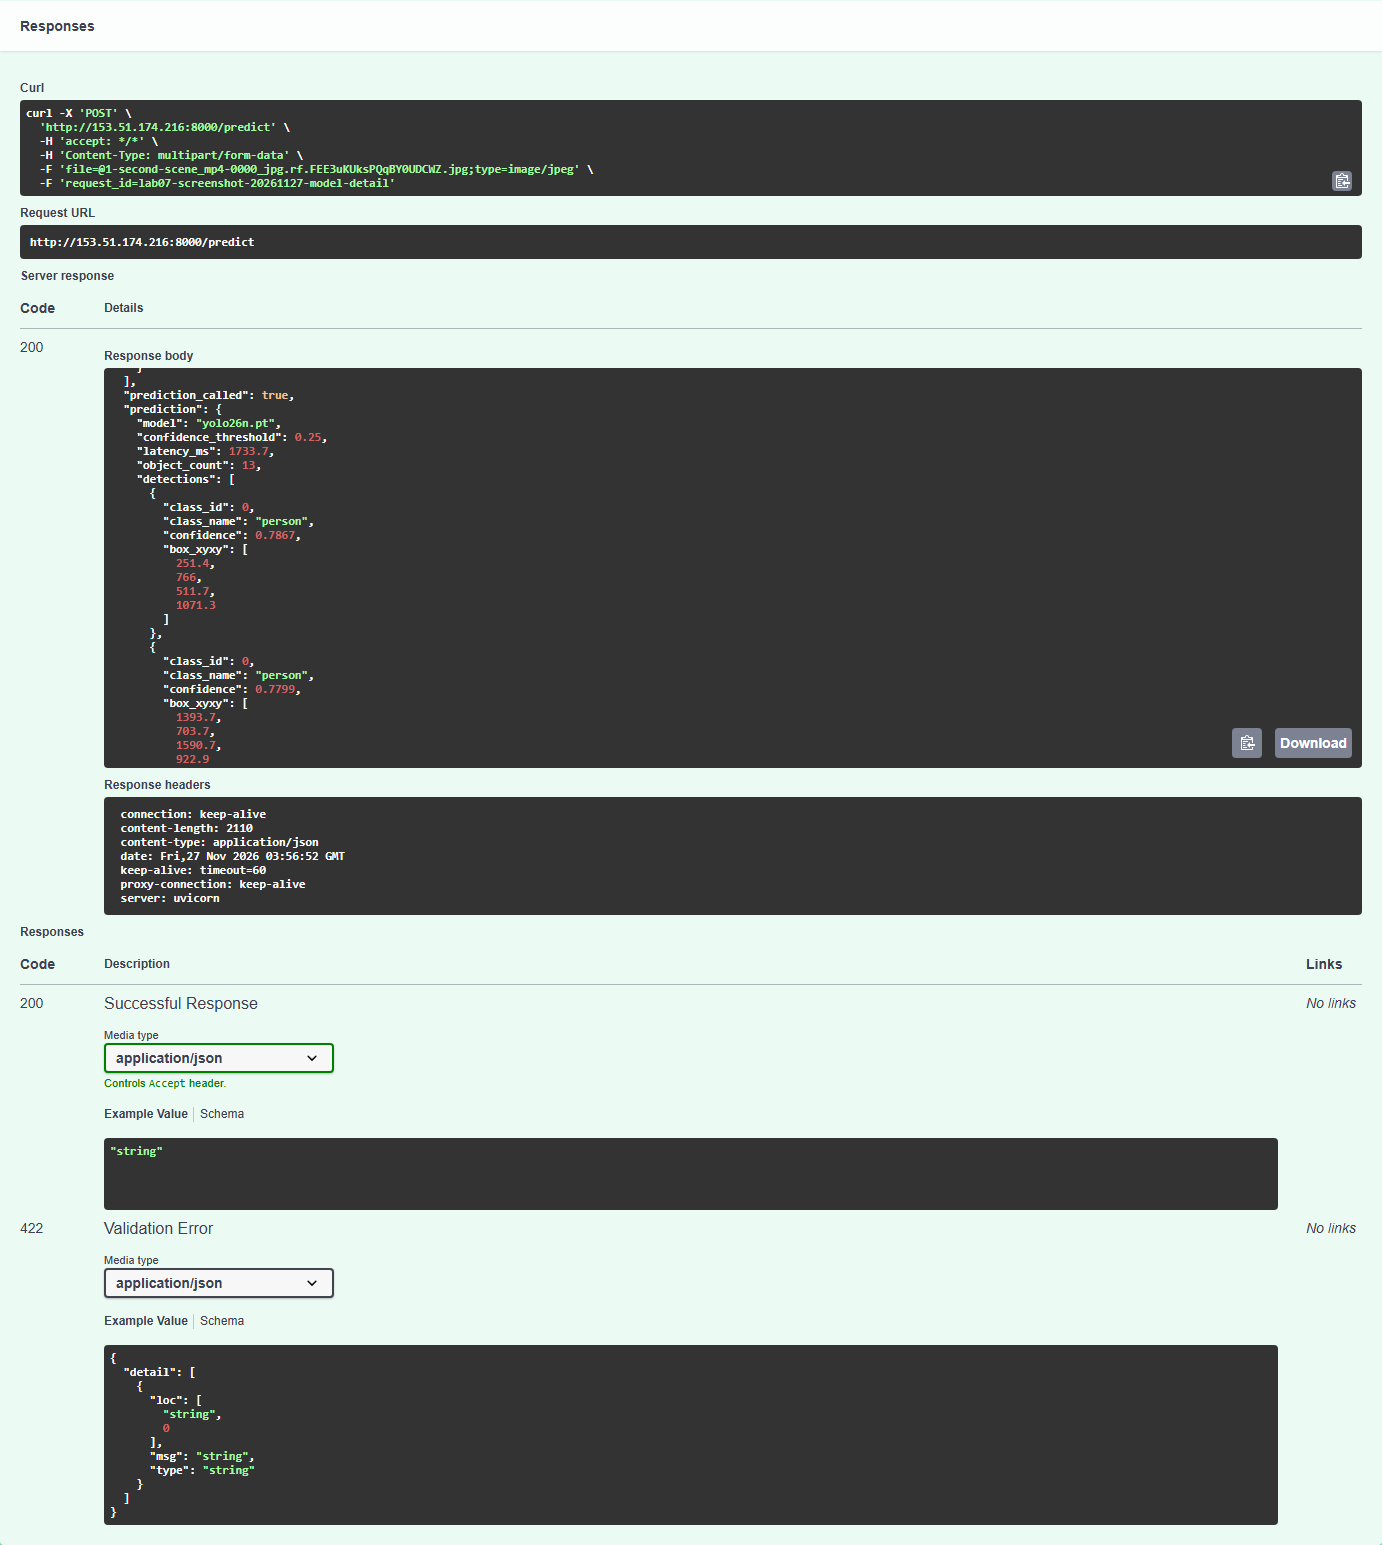 Responses
Curl
curl -X 'POST' \
  'http://153.51.174.216:8000/predict' \
  -H 'accept: */*' \
  -H 'Content-Type: multipart/form-data' \
  -F 'file=@1-second-scene_mp4-0000_jpg.rf.FEE3uKUksPQqBY0UDCWZ.jpg;type=image/jpeg' \
  -F 'request_id=lab07-screenshot-20261127-model-detail'
Request URL
http://153.51.174.216:8000/predict
Server response
Code Details
200
Response body
    }
  ],
  "prediction_called": true,
  "prediction": {
    "model": "yolo26n.pt",
    "confidence_threshold": 0.25,
    "latency_ms": 1733.7,
    "object_count": 13,
    "detections": [
      {
        "class_id": 0,
        "class_name": "person",
        "confidence": 0.7867,
        "box_xyxy": [
          251.4,
          766,
          511.7,
          1071.3
        ]
      },
      {
        "class_id": 0,
        "class_name": "person",
        "confidence": 0.7799,
        "box_xyxy": [
          1393.7,
          703.7,
          1590.7,
          922.9
Download
Response headers
connection: keep-alive
content-length: 2110
content-type: application/json
date: Fri,27 Nov 2026 03:56:52 GMT
keep-alive: timeout=60
proxy-connection: keep-alive
server: uvicorn
Responses
Code Description Links
200 Successful Response No links
Media type
application/json
Controls Accept header.
Example Value Schema
"string"
422 Validation Error No links
Media type
application/json
Example Value Schema
{
  "detail": [
    {
      "loc": [
        "string",
        0
      ],
      "msg": "string",
      "type": "string"
    }
  ]
}